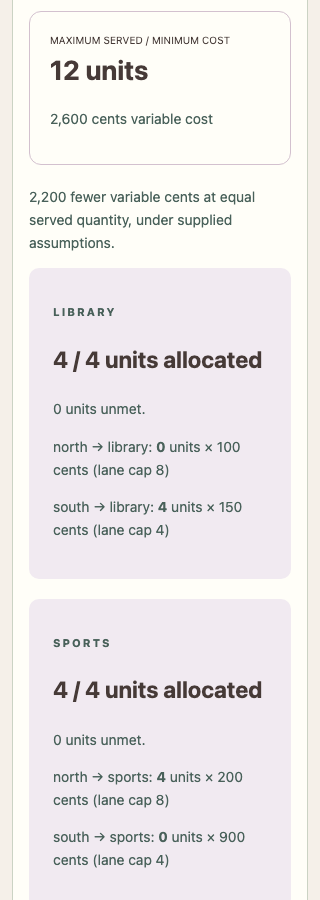 MAXIMUM SERVED / MINIMUM COST
12 units
2,600 cents variable cost
2,200 fewer variable cents at equal
served quantity, under supplied
assumptions.
LIBRARY
4 / 4 units allocated
0 units unmet.
north → library: 0 units × 100
cents (lane cap 8)
south → library: 4 units × 150
cents (lane cap 4)
SPORTS
4 / 4 units allocated
0 units unmet.
north → sports: 4 units × 200
cents (lane cap 8)
south → sports: 0 units × 900
cents (lane cap 4)